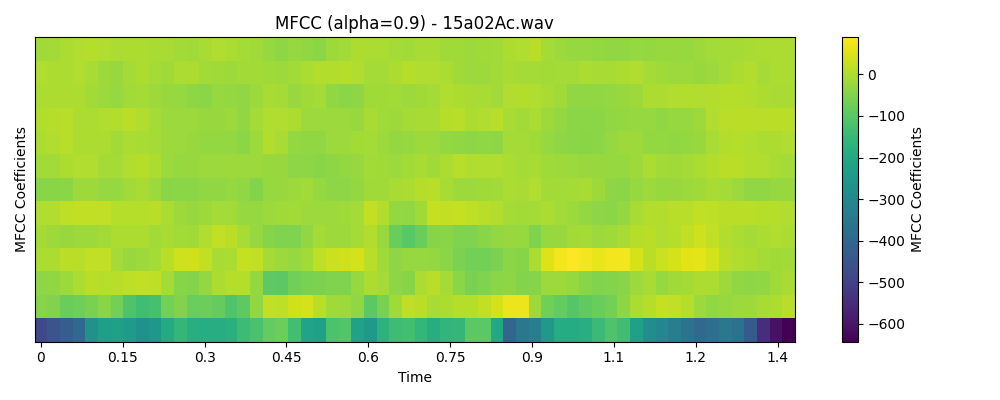 MFCC (alpha=0.9) - 15a02Ac.wav
MFCC Coefficients
0 0.15 0.3 0.45 0.6 0.75 0.9 1.1 1.2 1.4
Time
0
−100
−200
−300
−400
−500
−600
MFCC Coefficients